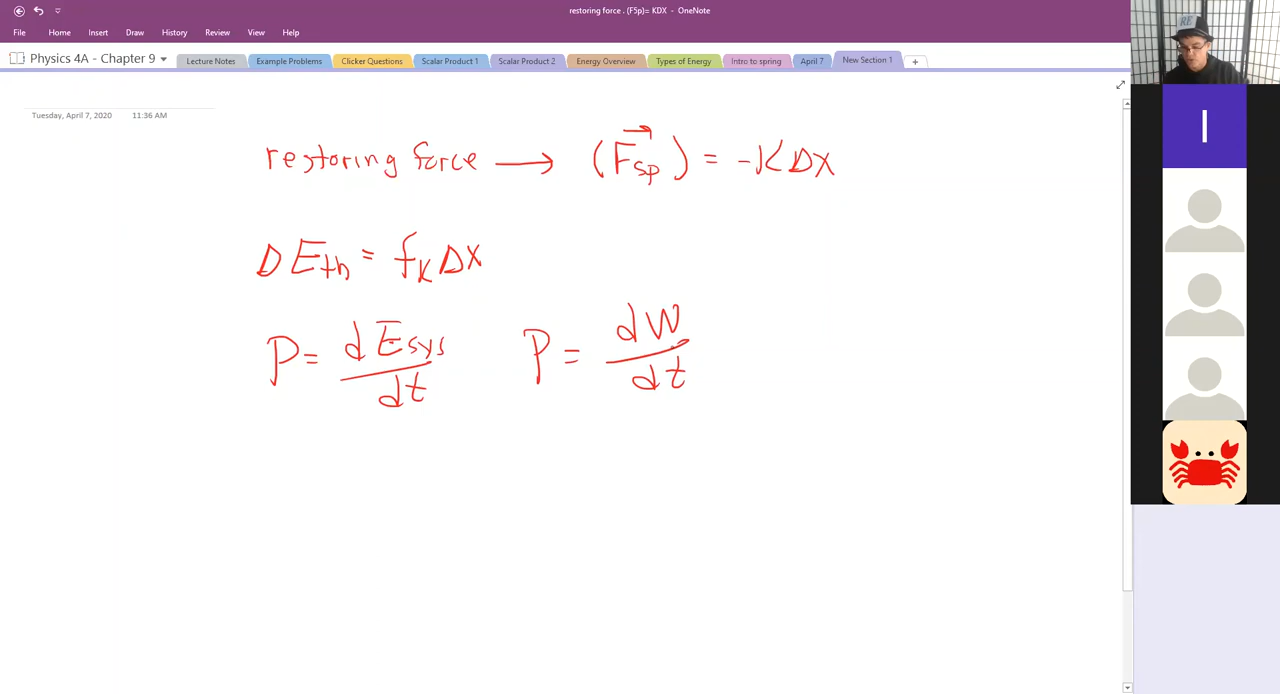 restoring force . (F5p)= KDX - OneNote
File Home Insert Draw History Review View Help
Physics 4A - Chapter 9
Lecture Notes Example Problems Clicker Questions Scalar Product 1 Scalar Product 2 Energy Overview Types of Energy Intro to spring April 7 New Section 1 +
Tuesday, April 7, 2020 11:36 AM
restoring force → (F⃗sp) = -KΔX
ΔEth = fKΔX
P = dEsys/dt P = dW/dt
I